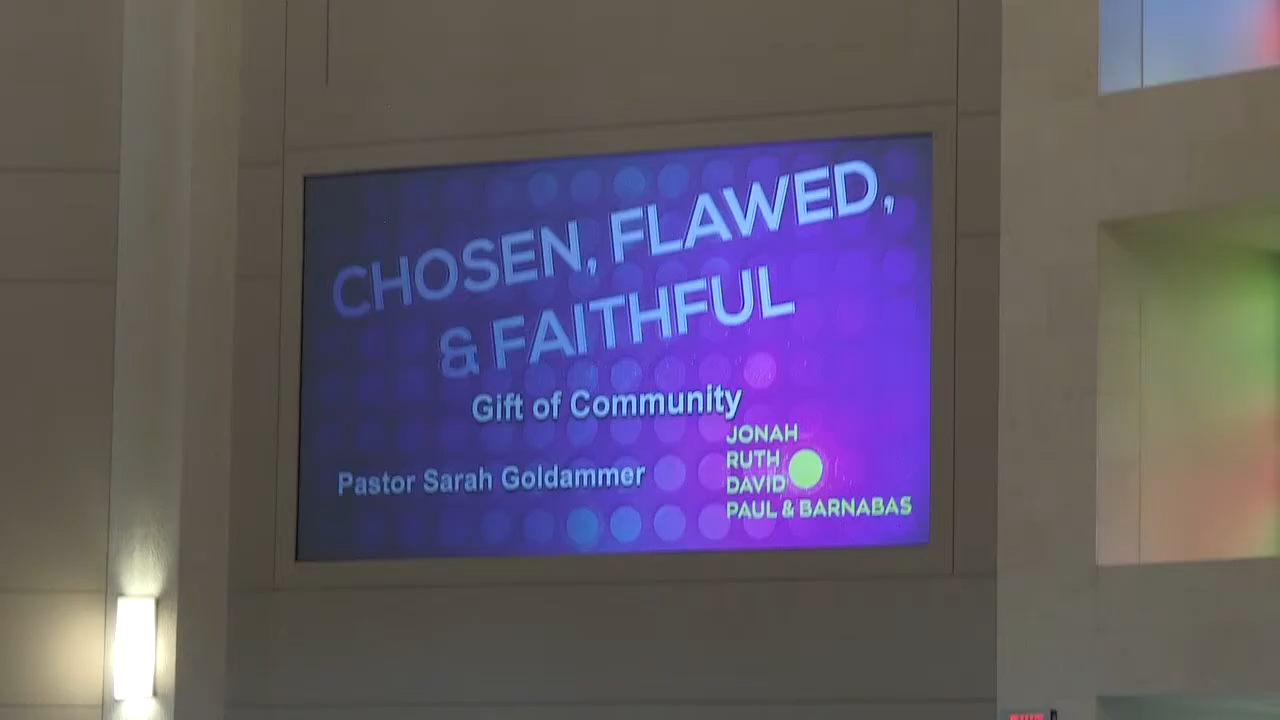 CHOSEN, FLAWED,
& FAITHFUL
Gift of Community
Pastor Sarah Goldammer
JONAH
RUTH
DAVID
PAUL & BARNABAS